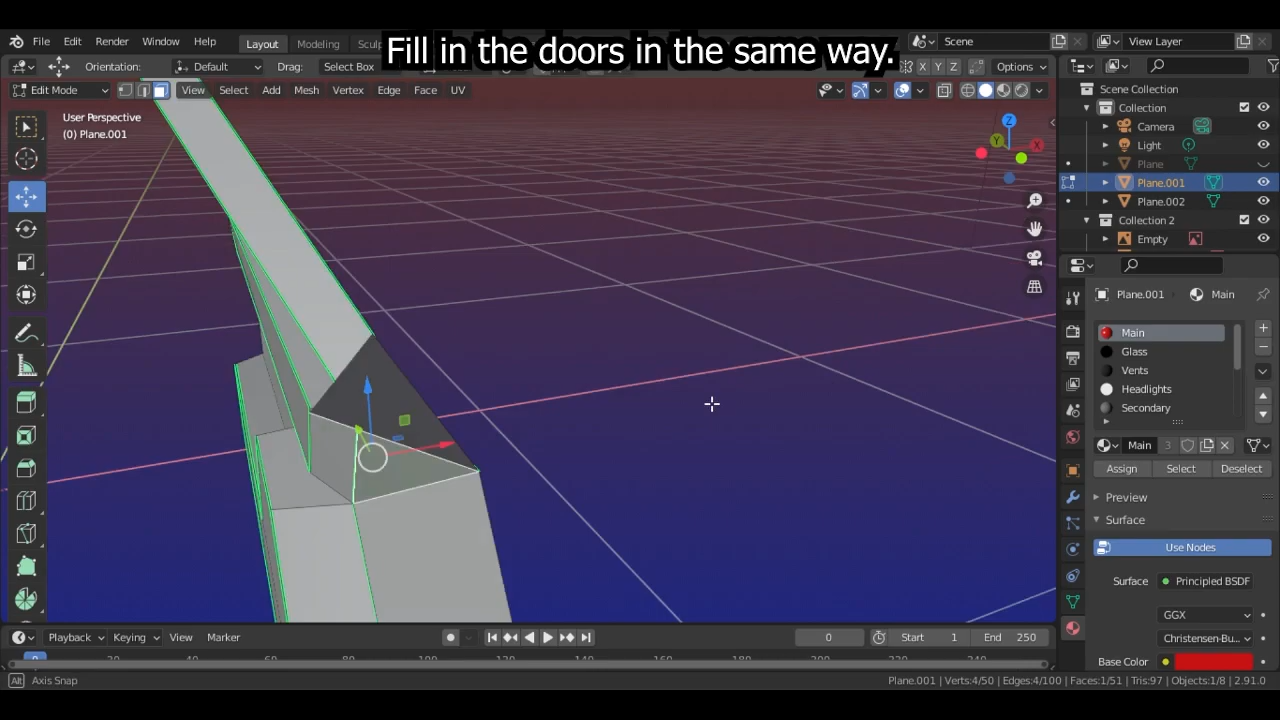 Fill in the doors in the same way.
File Edit Render Window Help Layout Modeling Scul Scene View Layer
Orientation: Default Drag: Select Box X Y Z Options
Edit Mode View Select Add Mesh Vertex Edge Face UV
User Perspective
(0) Plane.001
Z
Y
X
Scene Collection
Collection
Camera
Light
Plane
Plane.001
Plane.002
Collection 2
Empty
Plane.001 Main
Main
Glass
Vents
Headlights
Secondary
Main 3
Assign Select Deselect
Preview
Surface
Use Nodes
Surface Principled BSDF
GGX
Christensen-Bu...
Base Color
Playback Keying View Marker 0 Start 1 End 250
0
Alt Axis Snap
Plane.001 | Verts:4/50 | Edges:4/100 | Faces:1/51 | Tris:97 | Objects:1/8 | 2.91.0